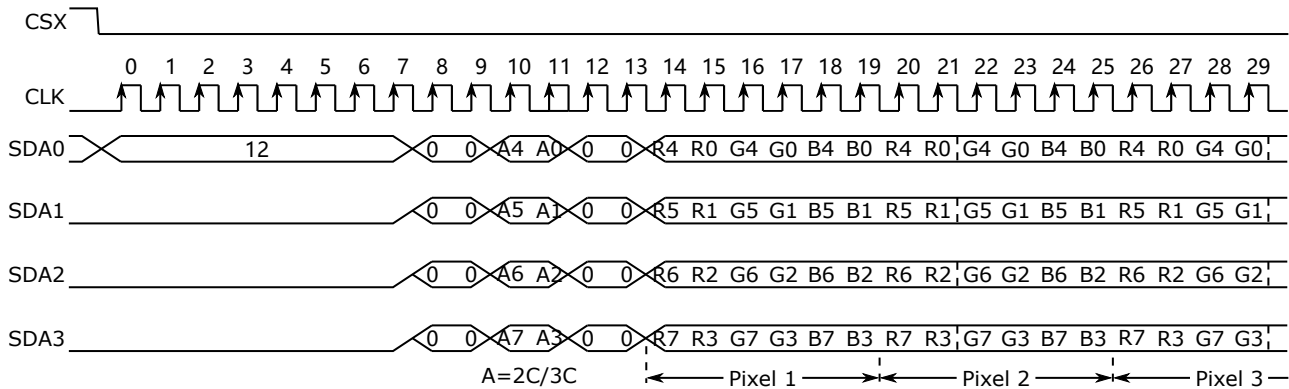 CSX
0 1 2 3 4 5 6 7 8 9 10 11 12 13 14 15 16 17 18 19 20 21 22 23 24 25 26 27 28 29
CLK
SDA0 12 0 0 A4 A0 0 0 R4 R0 G4 G0 B4 B0 R4 R0 G4 G0 B4 B0 R4 R0 G4 G0
SDA1 0 0 A5 A1 0 0 R5 R1 G5 G1 B5 B1 R5 R1 G5 G1 B5 B1 R5 R1 G5 G1
SDA2 0 0 A6 A2 0 0 R6 R2 G6 G2 B6 B2 R6 R2 G6 G2 B6 B2 R6 R2 G6 G2
SDA3 0 0 A7 A3 0 0 R7 R3 G7 G3 B7 B3 R7 R3 G7 G3 B7 B3 R7 R3 G7 G3
A=2C/3C Pixel 1 Pixel 2 Pixel 3